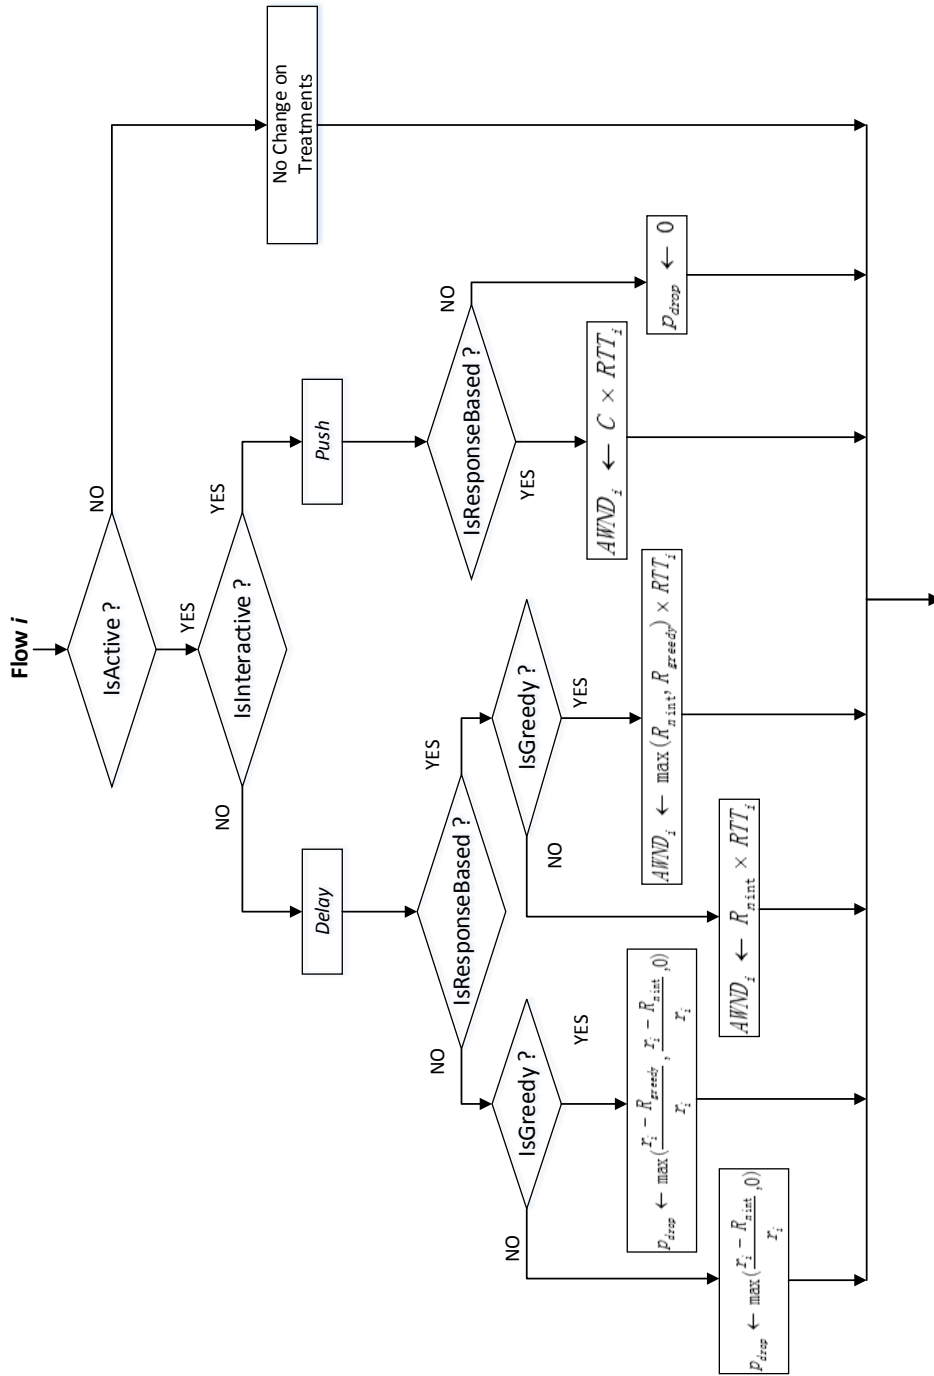 Flow i
IsActive ?
NO
YES
No Change on
Treatments
IsInteractive ?
NO
YES
Delay
Push
IsResponseBased ?
NO
YES
IsResponseBased ?
NO
YES
IsGreedy ?
NO
YES
IsGreedy ?
NO
YES
p_drop ← max((r_i − R_nint)/r_i ,0)
p_drop ← max((r_i − R_greedy)/r_i , (r_i − R_nint)/r_i ,0)
AWND_i ← R_nint × RTT_i
AWND_i ← max(R_nint, R_greedy) × RTT_i
AWND_i ← C × RTT_i
p_drop ← 0